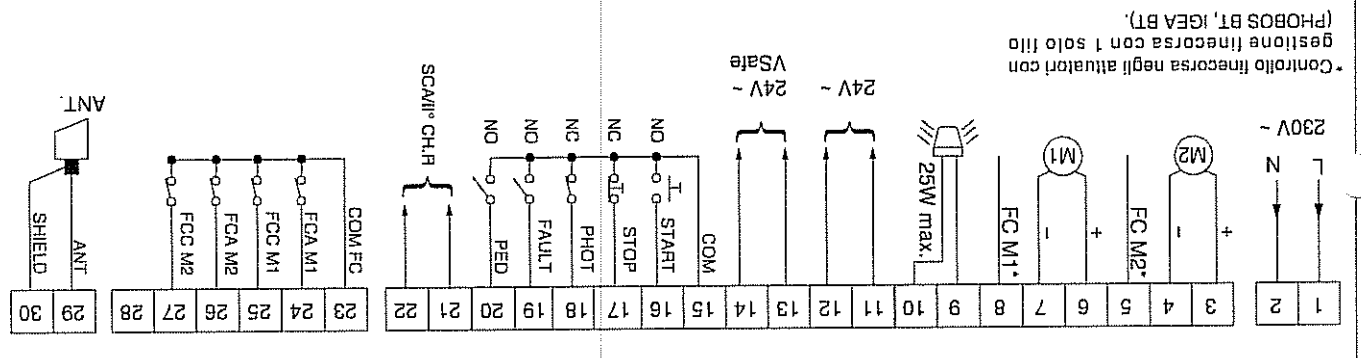 1 2
3 4 5 6 7 8 9 10 11 12 13 14 15 16 17 18 19 20 21 22
23 24 25 26 27 28
29 30
L N
230V ~
+ - M2
FC M2*
+ - M1
FC M1*
25W max.
24V ~
24V ~
VSafe
COM
START
STOP
PHOT
FAULT
PED
NO NC NC NO NO
SCA/II° CH.R
COM FC
FCA M1
FCC M1
FCA M2
FCC M2
ANT
SHIELD
ANT.
*Controllo finecorsa negli attuatori con
gestione finecorsa con 1 solo filo
(PHOBOS BT, IGEA BT).